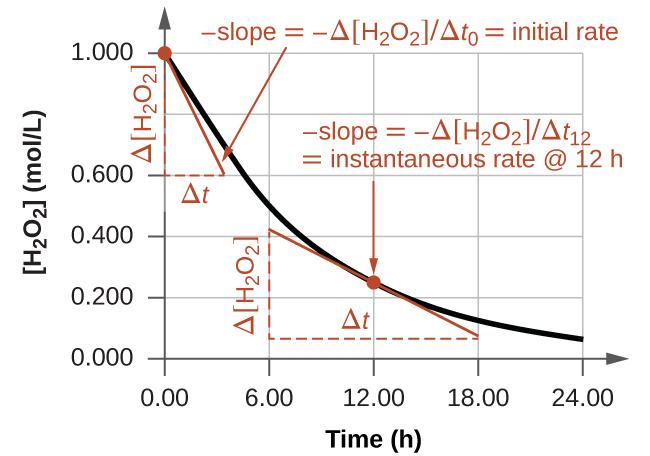 −slope = −Δ[H₂O₂]/Δt₀ = initial rate
1.000
Δ[H₂O₂]
−slope = −Δ[H₂O₂]/Δt₁₂
= instantaneous rate @ 12 h
0.600
Δt
[H₂O₂] (mol/L)
0.400
Δ[H₂O₂]
0.200
Δt
0.000
0.00 6.00 12.00 18.00 24.00
Time (h)